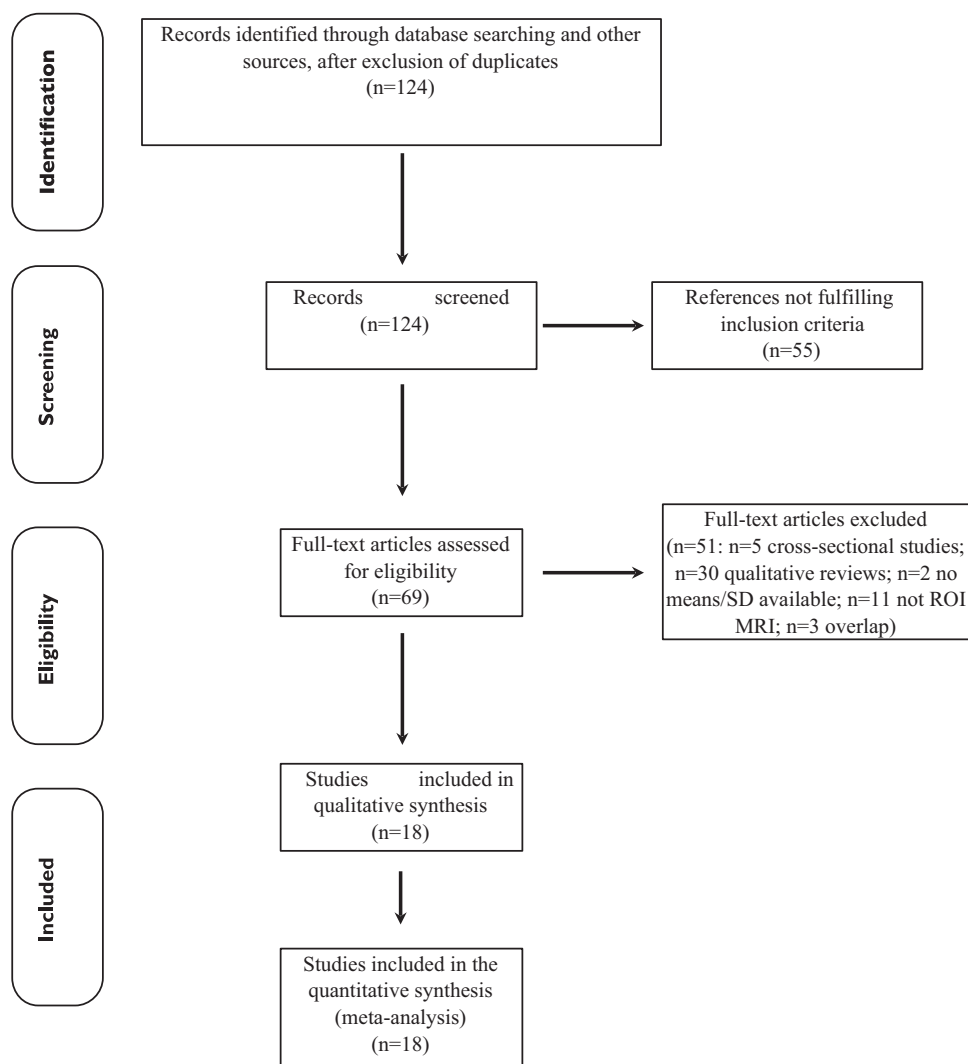 Identification
Records identified through database searching and other
sources, after exclusion of duplicates
(n=124)
Screening
Records screened
(n=124)
References not fulfilling
inclusion criteria
(n=55)
Eligibility
Full-text articles assessed
for eligibility
(n=69)
Full-text articles excluded
(n=51: n=5 cross-sectional studies;
n=30 qualitative reviews; n=2 no
means/SD available; n=11 not ROI
MRI; n=3 overlap)
Included
Studies included in
qualitative synthesis
(n=18)
Studies included in the
quantitative synthesis
(meta-analysis)
(n=18)